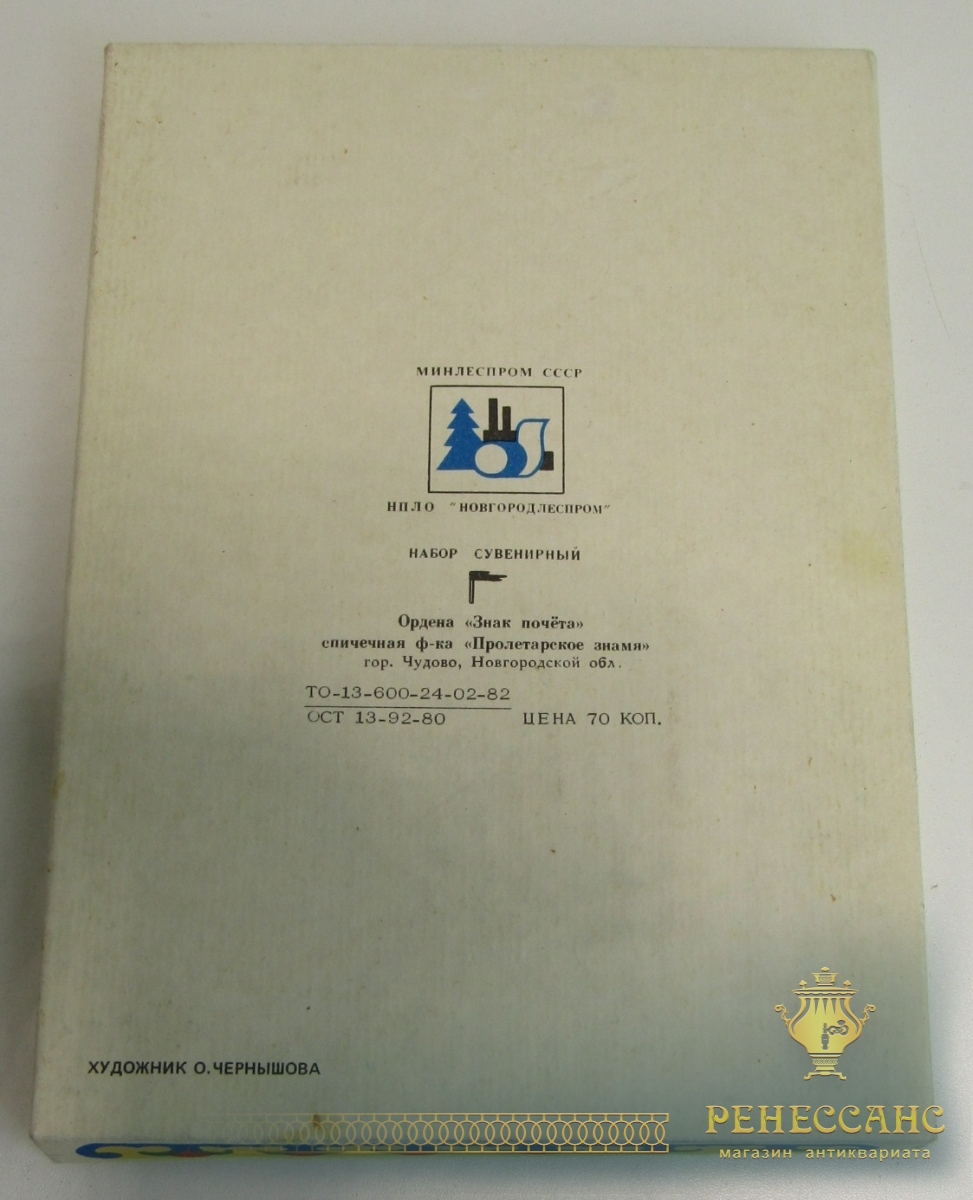 МИНЛЕСПРОМ СССР
НПЛО "НОВГОРОДЛЕСПРОМ"
НАБОР СУВЕНИРНЫЙ
Ордена «Знак почёта»
спичечная ф-ка «Пролетарское знамя»
гор. Чудово, Новгородской обл.
ТО-13-600-24-02-82
ОСТ 13-92-80 ЦЕНА 70 КОП.
ХУДОЖНИК О.ЧЕРНЫШОВА
РЕНЕССАНС
магазин антиквариата